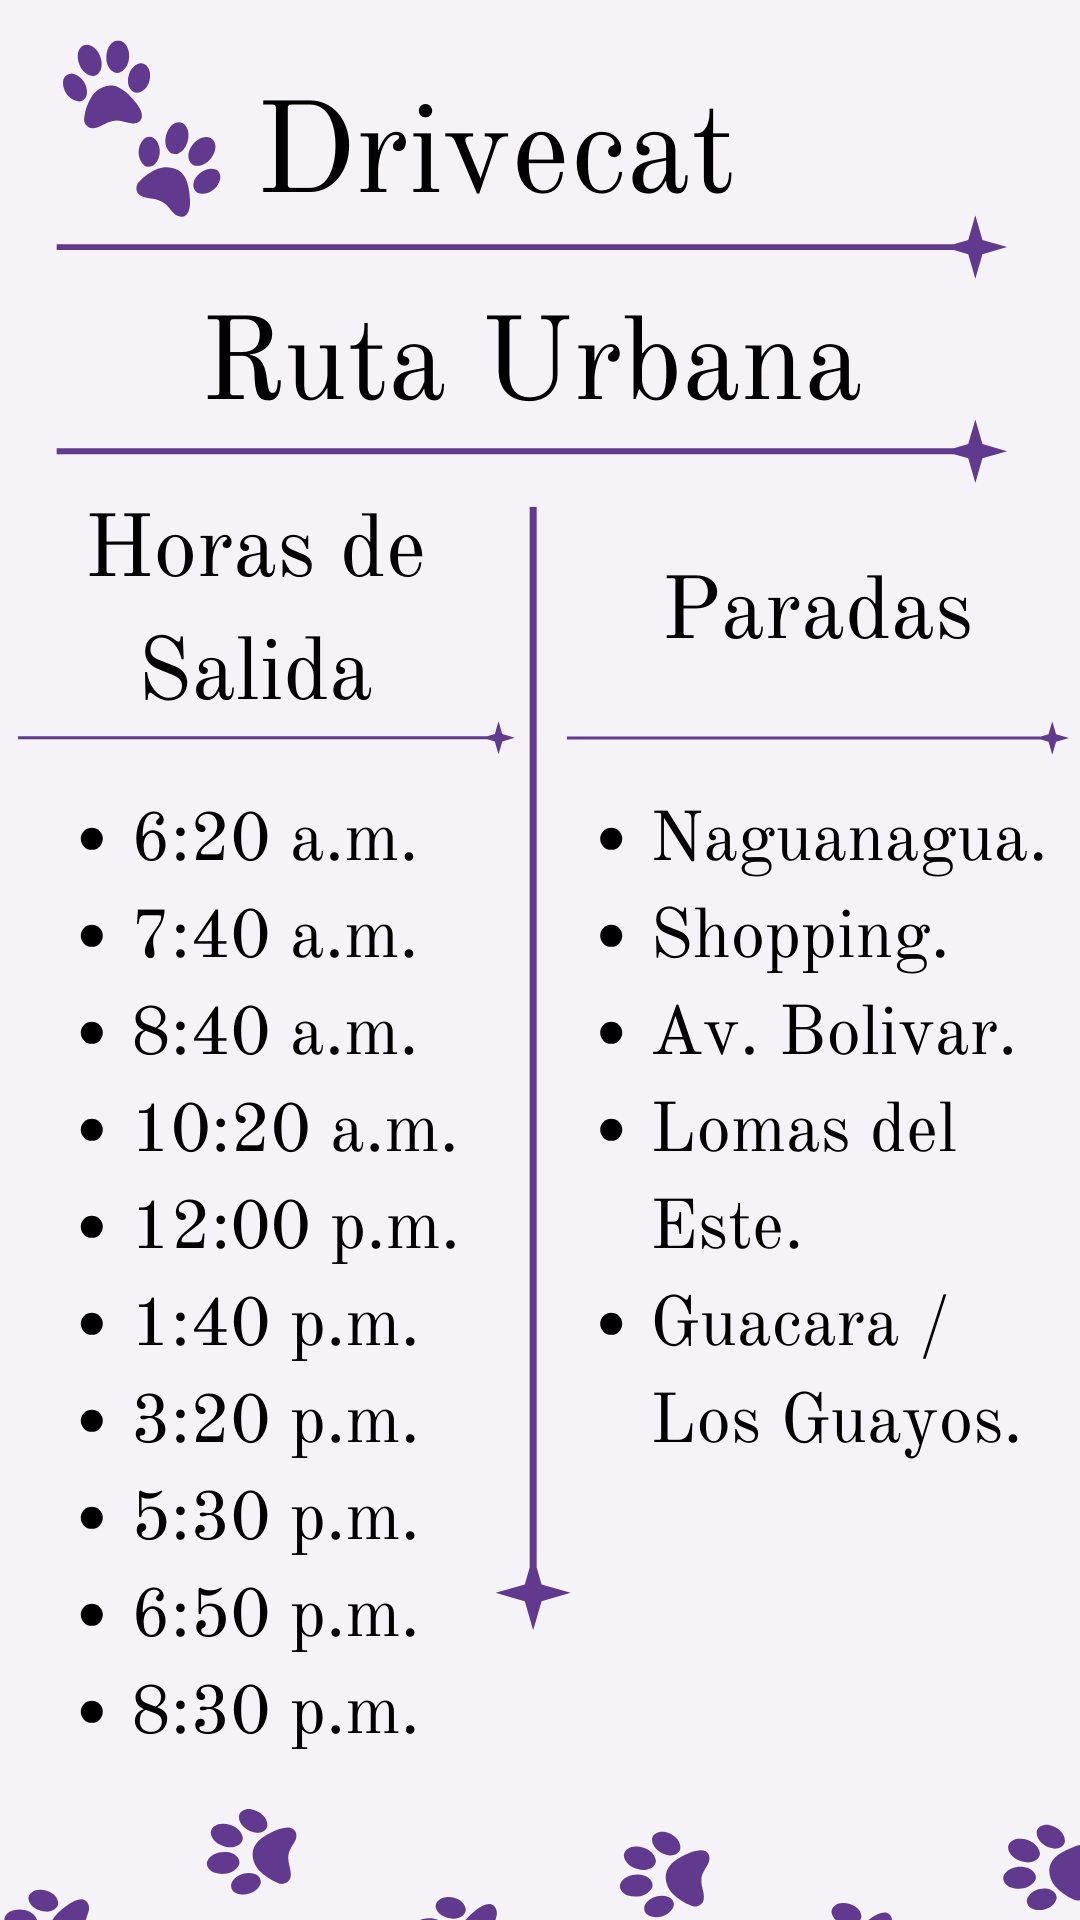 Drivecat
Ruta Urbana
Horas de
Salida
• 6:20 a.m.
• 7:40 a.m.
• 8:40 a.m.
• 10:20 a.m.
• 12:00 p.m.
• 1:40 p.m.
• 3:20 p.m.
• 5:30 p.m.
• 6:50 p.m.
• 8:30 p.m.
Paradas
• Naguanagua.
• Shopping.
• Av. Bolivar.
• Lomas del
Este.
• Guacara /
Los Guayos.